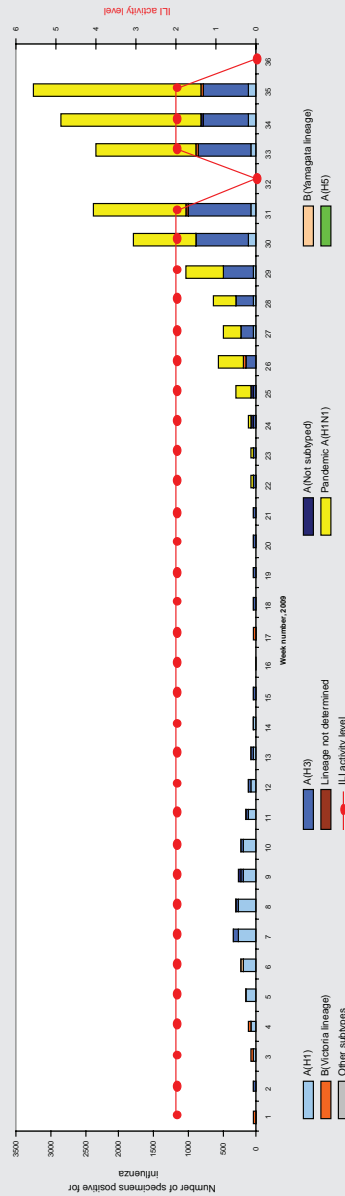 Number of specimens positive for
influenza
3500
3000
2500
2000
1500
1000
500
0
ILI activity level
6
5
4
3
2
1
0
1 2 3 4 5 6 7 8 9 10 11 12 13 14 15 16 17 18 19 20 21 22 23 24 25 26 27 28 29 30 31 32 33 34 35 36
Week number, 2009
A(H1) A(H3) A(Not subtyped) B(Yamagata lineage)
B(Victoria lineage) Lineage not determined Pandemic A(H1N1) A(H5)
Other subtypes ILI activity level